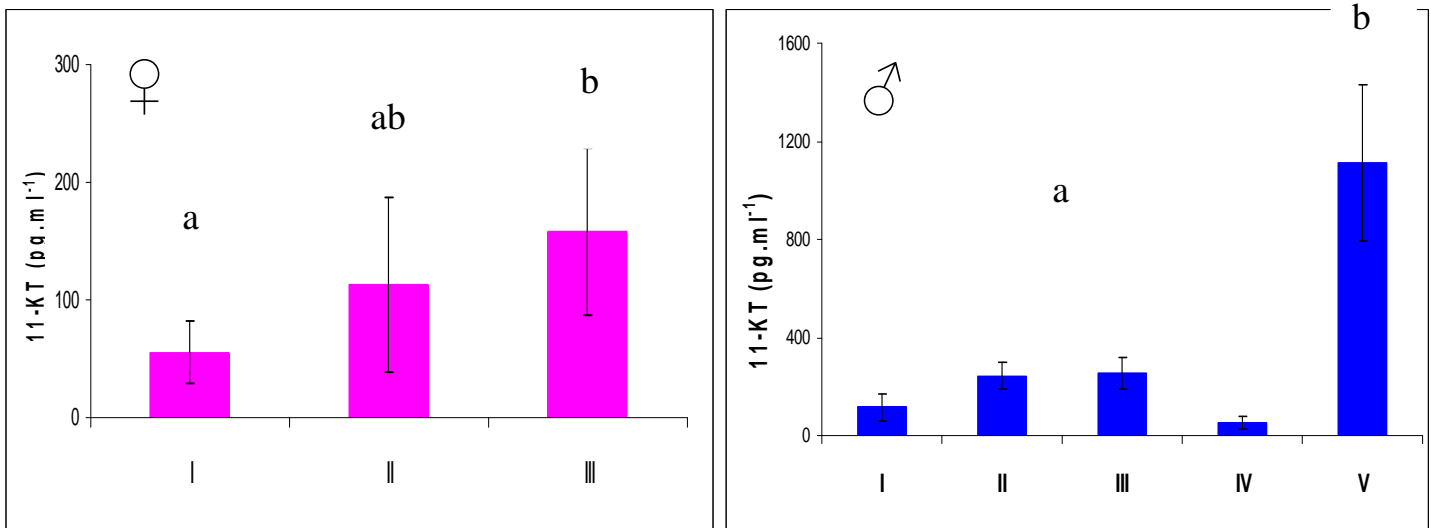 300
200
100
0
11-KT (pg.ml⁻¹)
♀
a
ab
b
I
II
III
1600
1200
800
400
0
11-KT (pg.ml⁻¹)
♂
a
b
I
II
III
IV
V